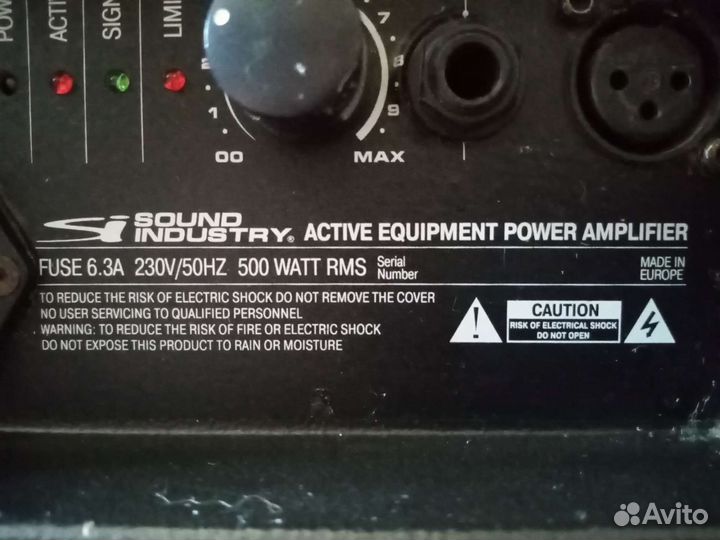 POW
ACTI
SIGN
LIMI
2
1
00
7
8
9
MAX
Si SOUND INDUSTRY® ACTIVE EQUIPMENT POWER AMPLIFIER
FUSE 6.3A 230V/50HZ 500 WATT RMS Serial Number MADE IN EUROPE
TO REDUCE THE RISK OF ELECTRIC SHOCK DO NOT REMOVE THE COVER
NO USER SERVICING TO QUALIFIED PERSONNEL
WARNING: TO REDUCE THE RISK OF FIRE OR ELECTRIC SHOCK
DO NOT EXPOSE THIS PRODUCT TO RAIN OR MOISTURE
CAUTION
RISK OF ELECTRICAL SHOCK
DO NOT OPEN
Avito